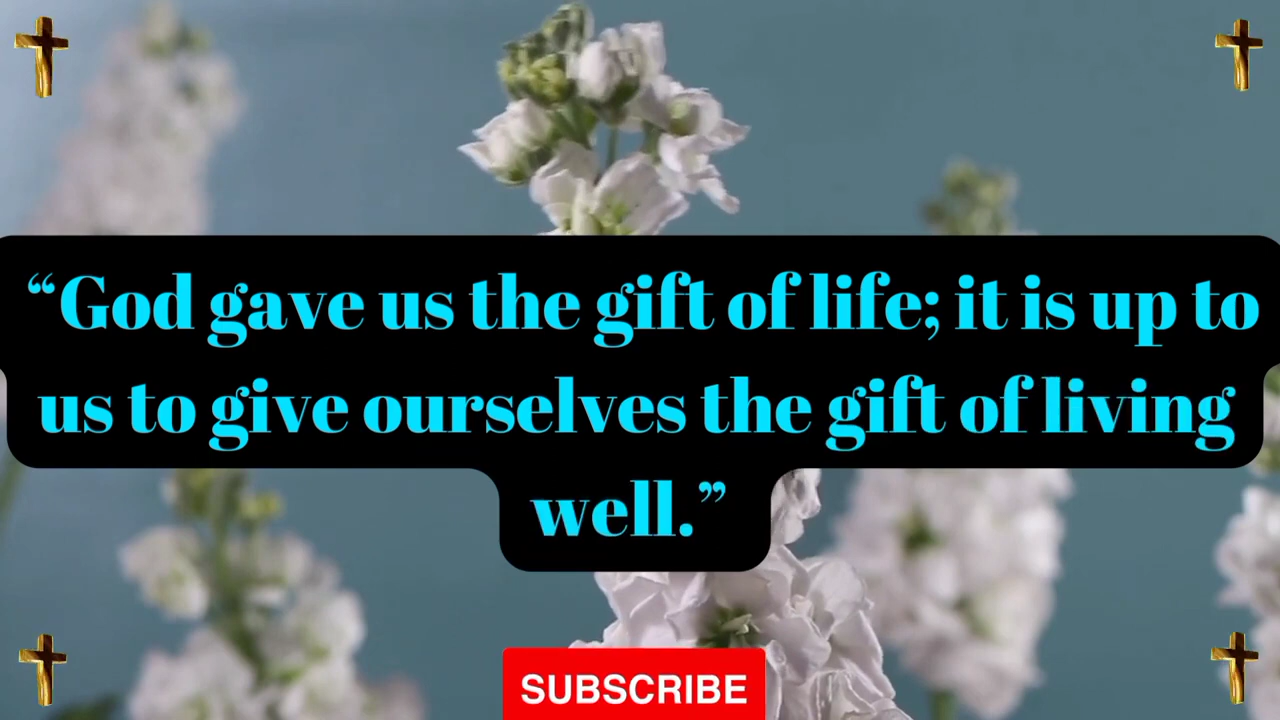 “God gave us the gift of life; it is up to
us to give ourselves the gift of living
well.”
SUBSCRIBE